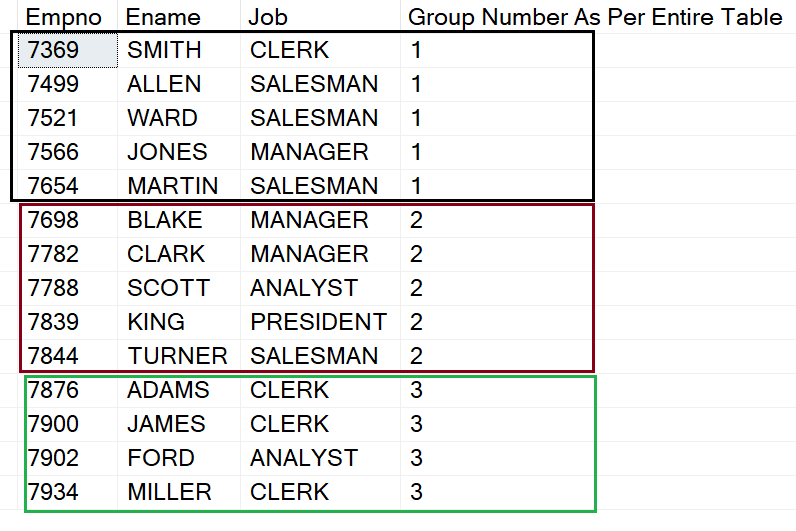 Empno Ename Job Group Number As Per Entire Table
7369 SMITH CLERK 1
7499 ALLEN SALESMAN 1
7521 WARD SALESMAN 1
7566 JONES MANAGER 1
7654 MARTIN SALESMAN 1
7698 BLAKE MANAGER 2
7782 CLARK MANAGER 2
7788 SCOTT ANALYST 2
7839 KING PRESIDENT 2
7844 TURNER SALESMAN 2
7876 ADAMS CLERK 3
7900 JAMES CLERK 3
7902 FORD ANALYST 3
7934 MILLER CLERK 3